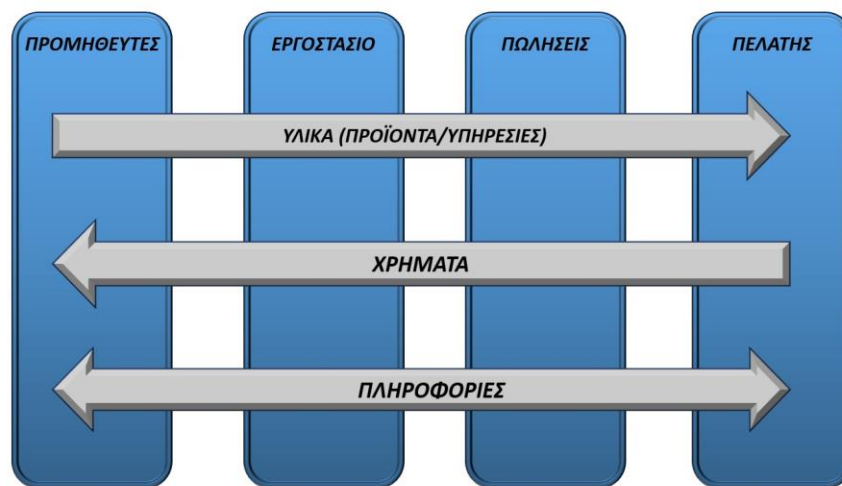 ΠΡΟΜΗΘΕΥΤΕΣ
ΕΡΓΟΣΤΑΣΙΟ
ΠΩΛΗΣΕΙΣ
ΠΕΛΑΤΗΣ
ΥΛΙΚΑ (ΠΡΟΪΟΝΤΑ/ΥΠΗΡΕΣΙΕΣ)
ΧΡΗΜΑΤΑ
ΠΛΗΡΟΦΟΡΙΕΣ